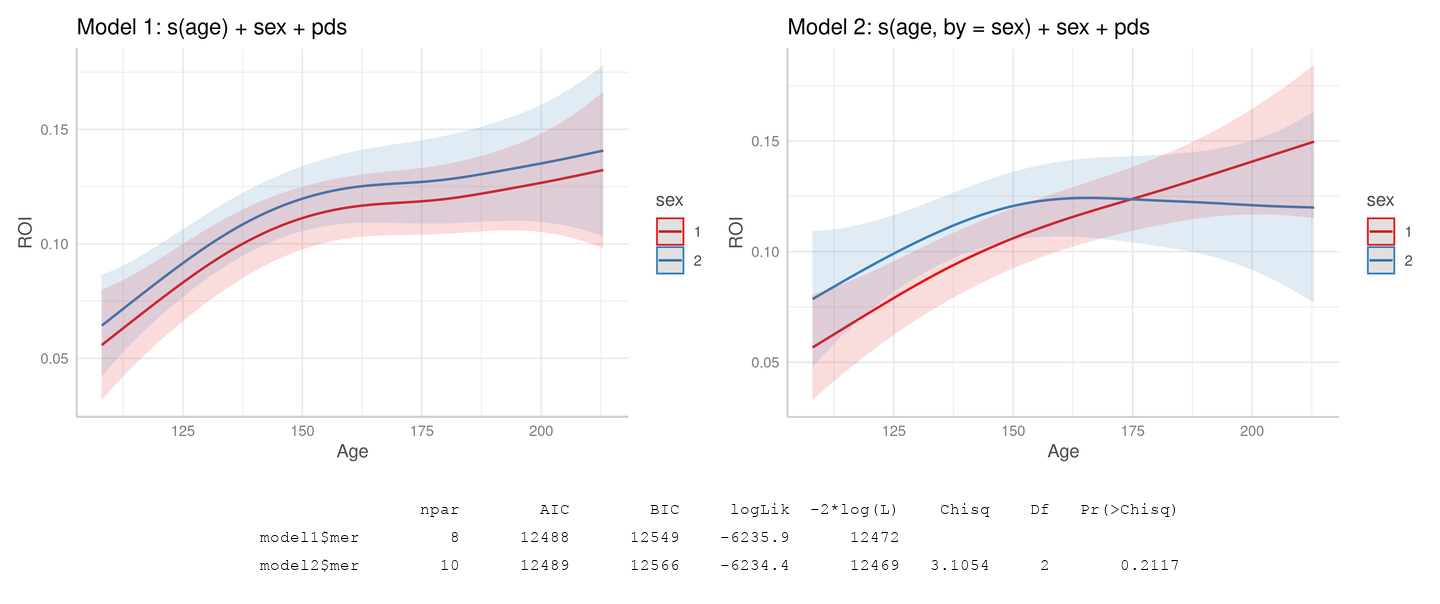 Model 1: s(age) + sex + pds
0.15
0.10
0.05
ROI
125 150 175 200
Age
sex
1
2
Model 2: s(age, by = sex) + sex + pds
0.15
0.10
0.05
ROI
125 150 175 200
Age
sex
1
2
npar AIC BIC logLik -2*log(L) Chisq Df Pr(>Chisq)
model1$mer 8 12488 12549 -6235.9 12472
model2$mer 10 12489 12566 -6234.4 12469 3.1054 2 0.2117